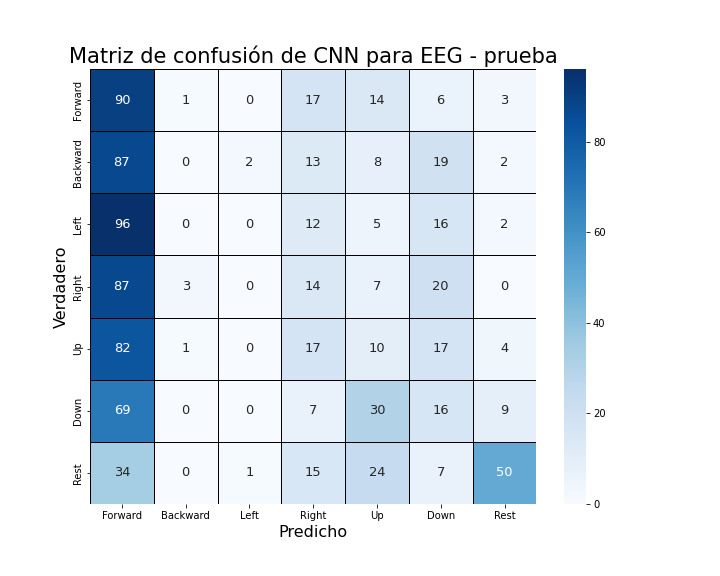 Matriz de confusión de CNN para EEG - prueba
Forward 90 1 0 17 14 6 3
Backward 87 0 2 13 8 19 2
Left 96 0 0 12 5 16 2
Right 87 3 0 14 7 20 0
Up 82 1 0 17 10 17 4
Down 69 0 0 7 30 16 9
Rest 34 0 1 15 24 7 50
Forward Backward Left Right Up Down Rest
Predicho
Verdadero
80
60
40
20
0